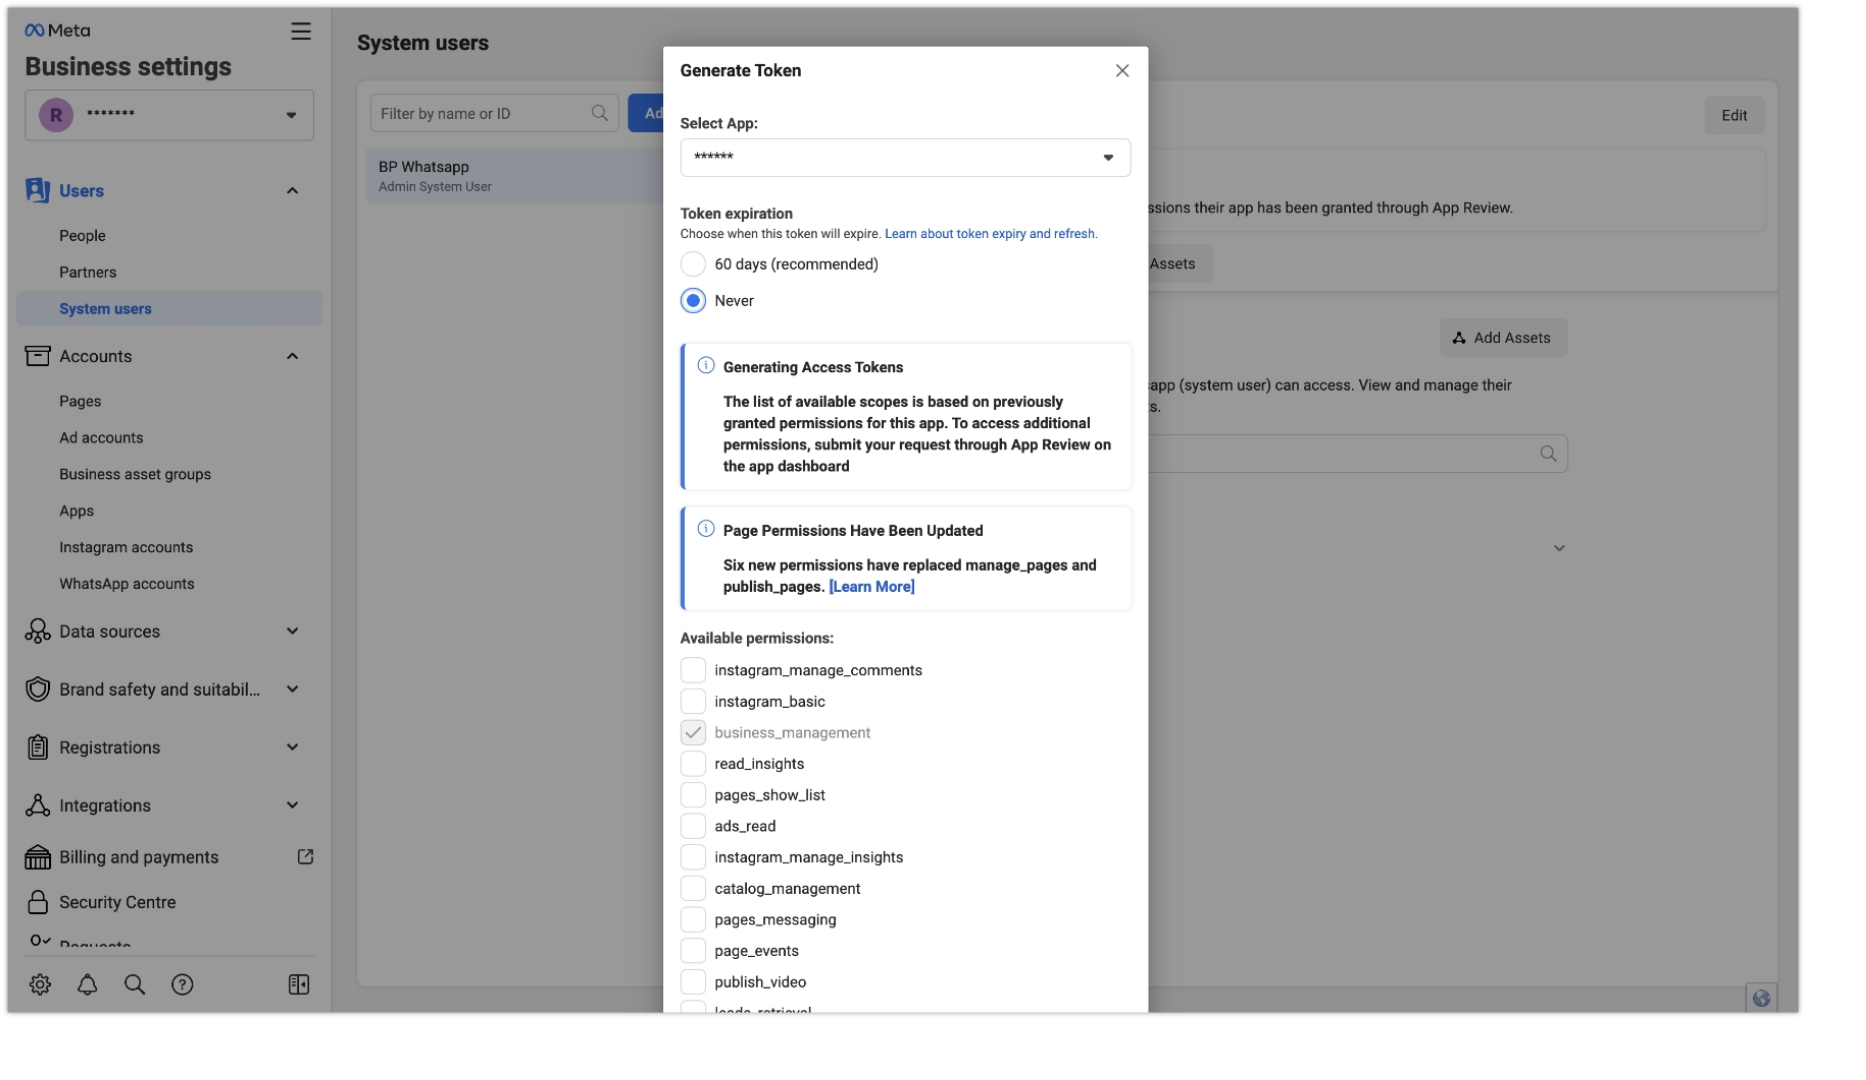 Meta
Business settings
R *******
Users
People
Partners
System users
Accounts
Pages
Ad accounts
Business asset groups
Apps
Instagram accounts
WhatsApp accounts
Data sources
Brand safety and suitabil...
Registrations
Integrations
Billing and payments
Security Centre
System users
Filter by name or ID
Ad
BP Whatsapp
Admin System User
Edit
ssions their app has been granted through App Review.
Assets
Add Assets
sapp (system user) can access. View and manage their
s.
Generate Token
Select App:
******
Token expiration
Choose when this token will expire. Learn about token expiry and refresh.
60 days (recommended)
Never
Generating Access Tokens
The list of available scopes is based on previously
granted permissions for this app. To access additional
permissions, submit your request through App Review on
the app dashboard
Page Permissions Have Been Updated
Six new permissions have replaced manage_pages and
publish_pages. [Learn More]
Available permissions:
instagram_manage_comments
instagram_basic
business_management
read_insights
pages_show_list
ads_read
instagram_manage_insights
catalog_management
pages_messaging
page_events
publish_video